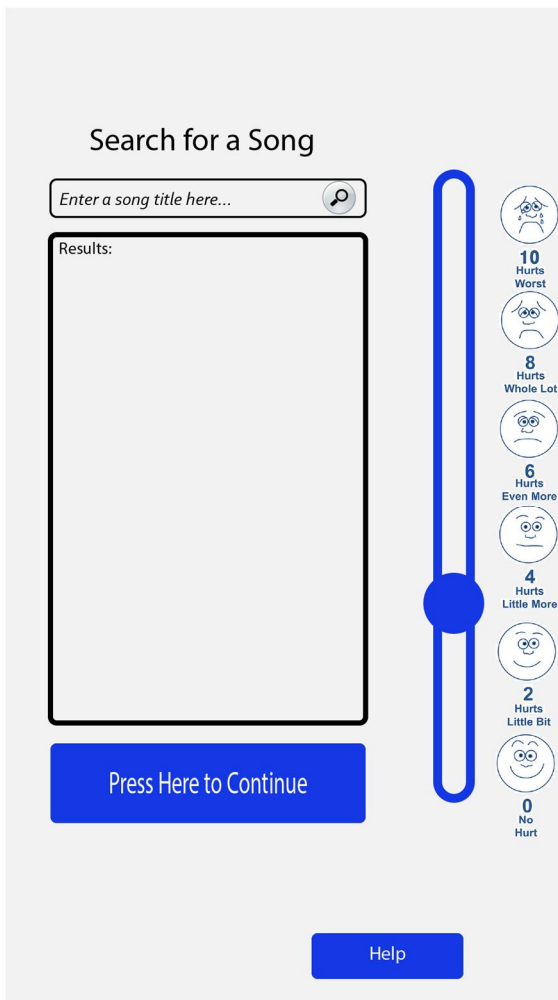 Search for a Song
Enter a song title here...
Results:
Press Here to Continue
10
Hurts
Worst
8
Hurts
Whole Lot
6
Hurts
Even More
4
Hurts
Little More
2
Hurts
Little Bit
0
No
Hurt
Help